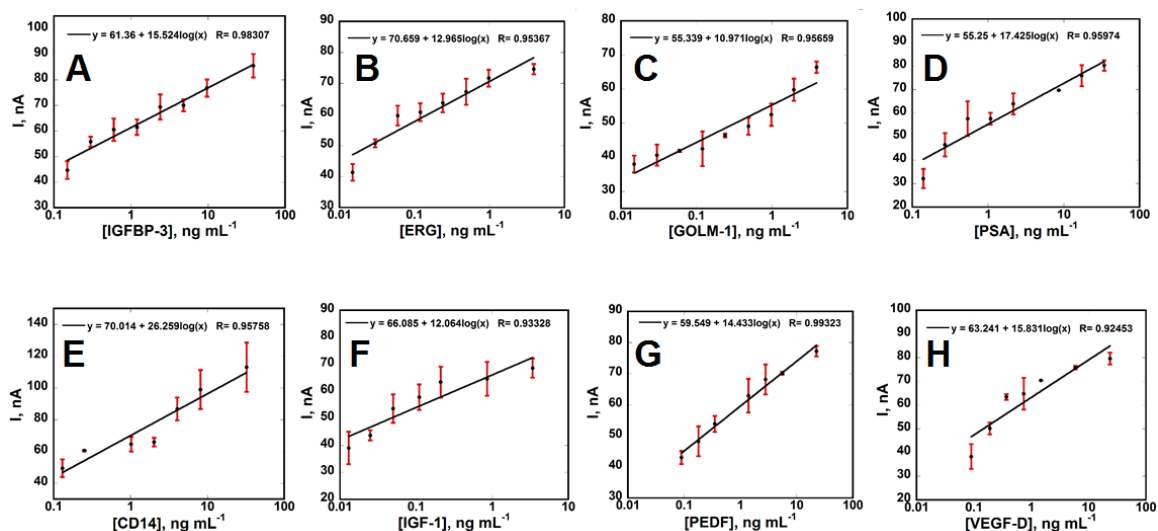 A
y = 61.36 + 15.524log(x) R= 0.98307
I, nA
100
90
80
70
60
50
40
30
0.1 1 10 100
[IGFBP-3], ng mL⁻¹
B
y = 70.659 + 12.965log(x) R= 0.95367
I, nA
90
80
70
60
50
40
30
0.01 0.1 1 10
[ERG], ng mL⁻¹
C
y = 55.339 + 10.971log(x) R= 0.95659
I, nA
80
70
60
50
40
30
0.01 0.1 1 10
[GOLM-1], ng mL⁻¹
D
y = 55.25 + 17.425log(x) R= 0.95974
I, nA
100
90
80
70
60
50
40
30
20
0.1 1 10 100
[PSA], ng mL⁻¹
E
y = 70.014 + 26.259log(x) R= 0.95758
I, nA
140
120
100
80
60
40
0.1 1 10 100
[CD14], ng mL⁻¹
F
y = 66.085 + 12.064log(x) R= 0.93328
I, nA
100
90
80
70
60
50
40
30
20
0.01 0.1 1 10
[IGF-1], ng mL⁻¹
G
y = 59.549 + 14.433log(x) R= 0.99323
I, nA
90
80
70
60
50
40
30
0.01 0.1 1 10 100
[PEDF], ng mL⁻¹
H
y = 63.241 + 15.831log(x) R= 0.92453
I, nA
100
90
80
70
60
50
40
30
20
0.01 0.1 1 10 100
[VEGF-D], ng mL⁻¹